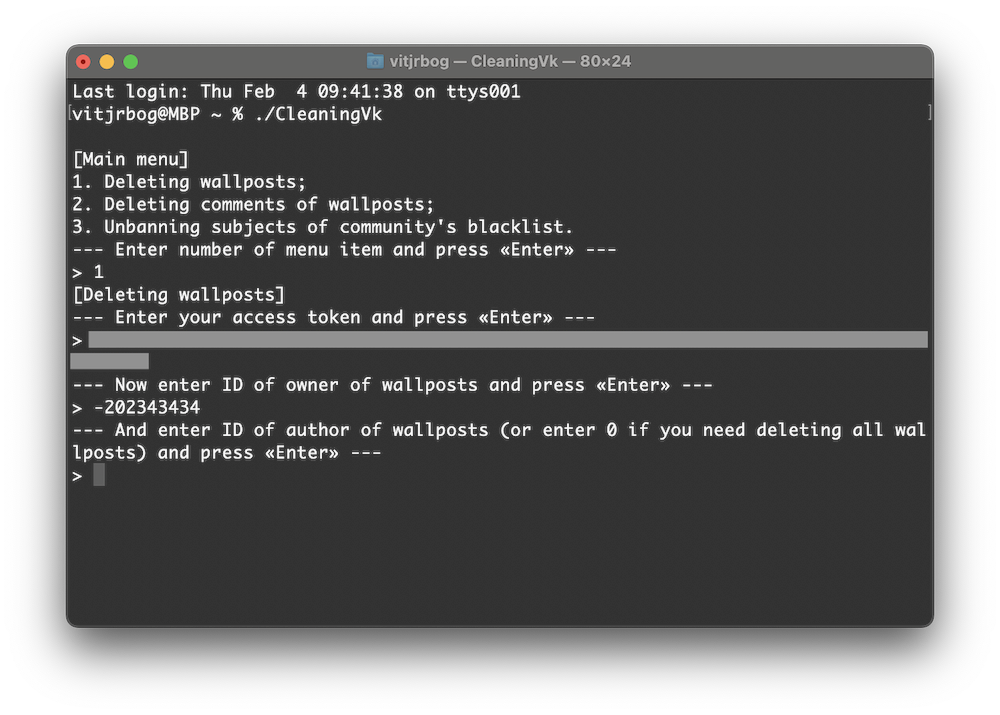 vitjrbog — CleaningVk — 80×24
Last login: Thu Feb  4 09:41:38 on ttys001
[vitjrbog@MBP ~ % ./CleaningVk ]
[Main menu]
1. Deleting wallposts;
2. Deleting comments of wallposts;
3. Unbanning subjects of community's blacklist.
--- Enter number of menu item and press «Enter» ---
> 1
[Deleting wallposts]
--- Enter your access token and press «Enter» ---
>
--- Now enter ID of owner of wallposts and press «Enter» ---
> -202343434
--- And enter ID of author of wallposts (or enter 0 if you need deleting all wal
lposts) and press «Enter» ---
>